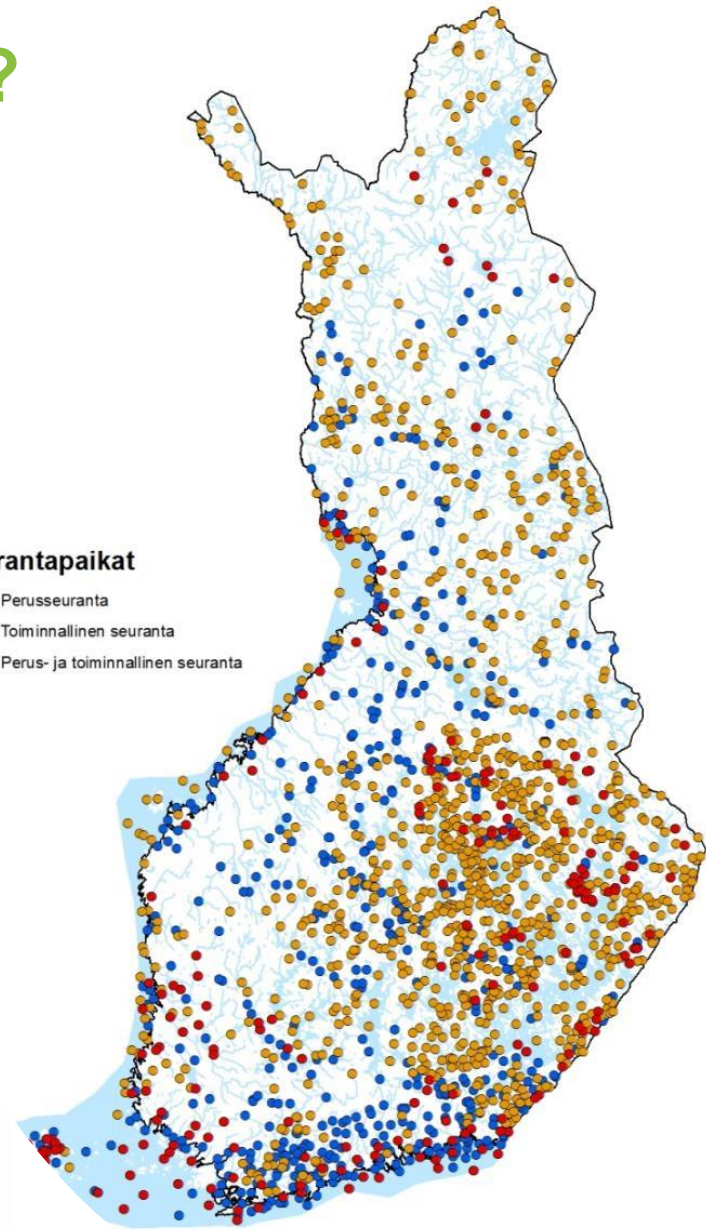 ?
rantapaikat
Perusseuranta
Toiminnallinen seuranta
Perus- ja toiminnallinen seuranta